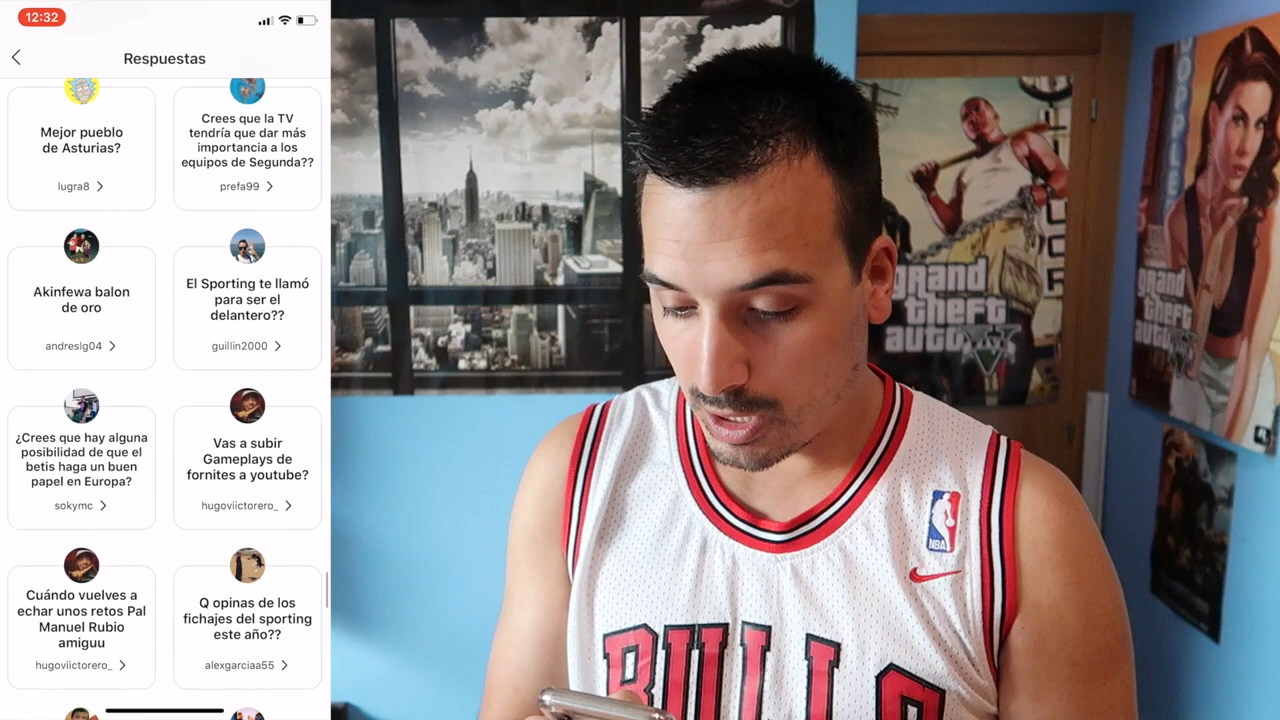 12:32
Respuestas
Mejor pueblo
de Asturias?
lugra8
Crees que la TV
tendría que dar más
importancia a los
equipos de Segunda??
prefa99
Akinfewa balon
de oro
andreslg04
El Sporting te llamó
para ser el
delantero??
guillin2000
¿Crees que hay alguna
posibilidad de que el
betis haga un buen
papel en Europa?
sokymc
Vas a subir
Gameplays de
fornites a youtube?
hugoviictorero_
Cuándo vuelves a
echar unos retos Pal
Manuel Rubio
amiguu
hugoviictorero_
Q opinas de los
fichajes del sporting
este año??
alexgarciaa55
grand
theft
auto
V
grand
theft
auto
NBA
BULLS